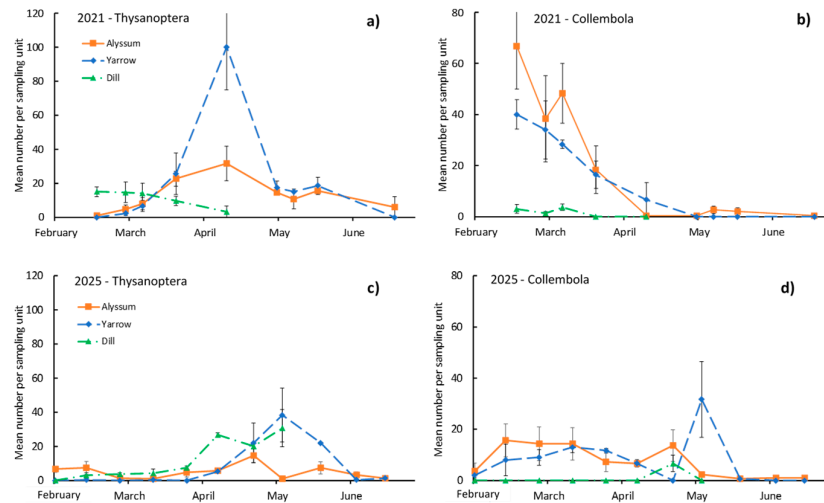 2021 - Thysanoptera
a)
Alyssum
Yarrow
Dill
Mean number per sampling unit
120
100
80
60
40
20
0
February
March
April
May
June
2021 - Collembola
b)
Mean number per sampling unit
80
60
40
20
0
February
March
April
May
June
2025 - Thysanoptera
c)
Alyssum
Yarrow
Dill
Mean number per sampling unit
120
100
80
60
40
20
0
February
March
April
May
June
2025 - Collembola
d)
Mean number per sampling unit
80
60
40
20
0
February
March
April
May
June